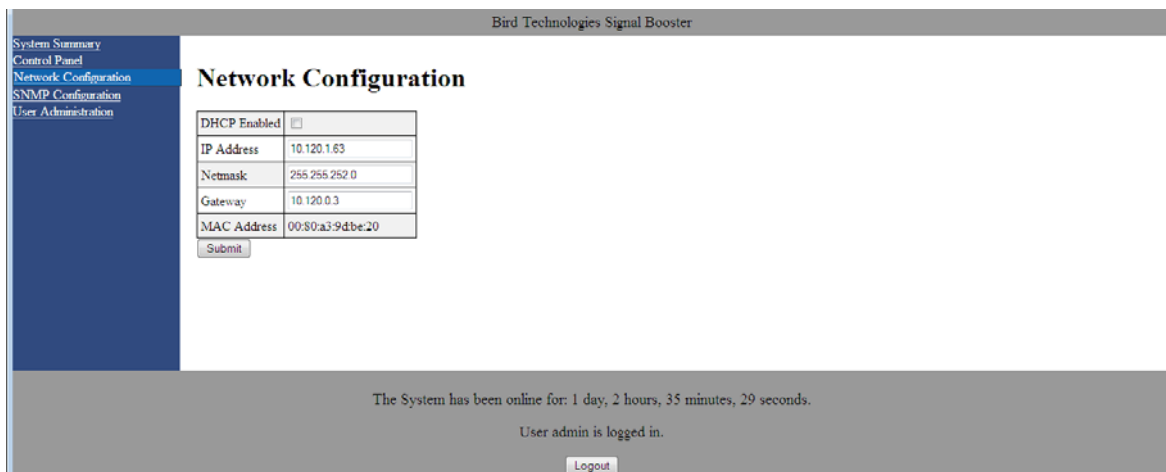 Bird Technologies Signal Booster
System Summary
Control Panel
Network Configuration
SNMP Configuration
User Administration
Network Configuration
DHCP Enabled
IP Address 10.120.1.63
Netmask 255.255.252.0
Gateway 10.120.0.3
MAC Address 00:80:a3:9d:be:20
Submit
The System has been online for: 1 day, 2 hours, 35 minutes, 29 seconds.
User admin is logged in.
Logout